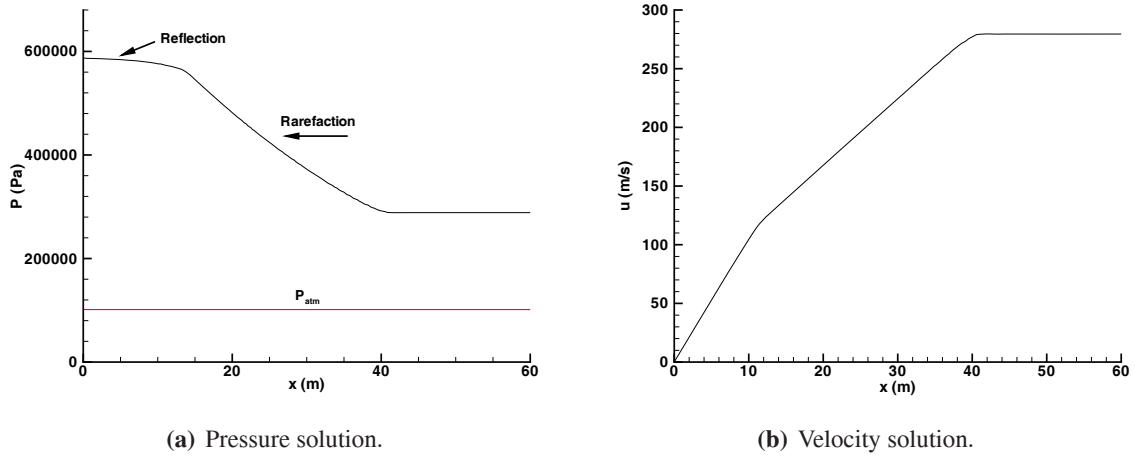 600000
400000
200000
0
P (Pa)
0
20
40
60
x (m)
Reflection
Rarefaction
P_atm
(a) Pressure solution.
300
250
200
150
100
50
0
u (m/s)
0
10
20
30
40
50
60
x (m)
(b) Velocity solution.